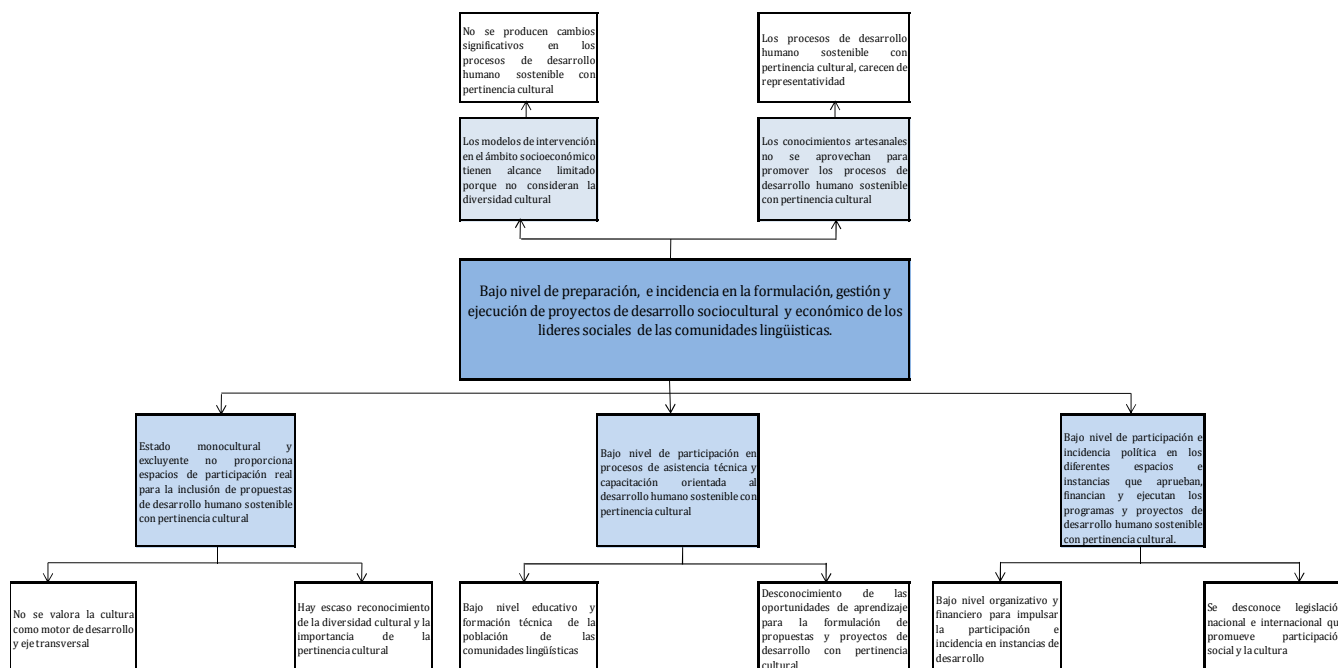 No se producen cambios
significativos en los
procesos de desarrollo
humano sostenible con
pertinencia cultural
Los procesos de desarrollo
humano sostenible con
pertinencia cultural, carecen de
representatividad
Los modelos de intervención
en el ámbito socioeconómico
tienen alcance limitado
porque no consideran la
diversidad cultural
Los conocimientos artesanales
no se aprovechan para
promover los procesos de
desarrollo humano sostenible
con pertinencia cultural
Bajo nivel de preparación, e incidencia en la formulación, gestión y
ejecución de proyectos de desarrollo sociocultural y económico de los
lideres sociales de las comunidades lingüisticas.
Estado monocultural y
excluyente no proporciona
espacios de participación real
para la inclusión de propuestas
de desarrollo humano sostenible
con pertinencia cultural
Bajo nivel de participación en
procesos de asistencia técnica y
capacitación orientada al
desarrollo humano sostenible con
pertinencia cultural
Bajo nivel de participación e
incidencia política en los
diferentes espacios e
instancias que aprueban,
financian y ejecutan los
programas y proyectos de
desarrollo humano sostenible
con pertinencia cultural.
No se valora la cultura
como motor de desarrollo
y eje transversal
Hay escaso reconocimiento
de la diversidad cultural y la
importancia de la
pertinencia cultural
Bajo nivel educativo y
formación técnica de la
población de las
comunidades lingüísticas
Desconocimiento de las
oportunidades de aprendizaje
para la formulación de
propuestas y proyectos de
desarrollo con pertinencia
cultural
Bajo nivel organizativo y
financiero para impulsar
la participación e
incidencia en instancias de
desarrollo
Se desconoce legislació
nacional e internacional qu
promueve participació
social y la cultura